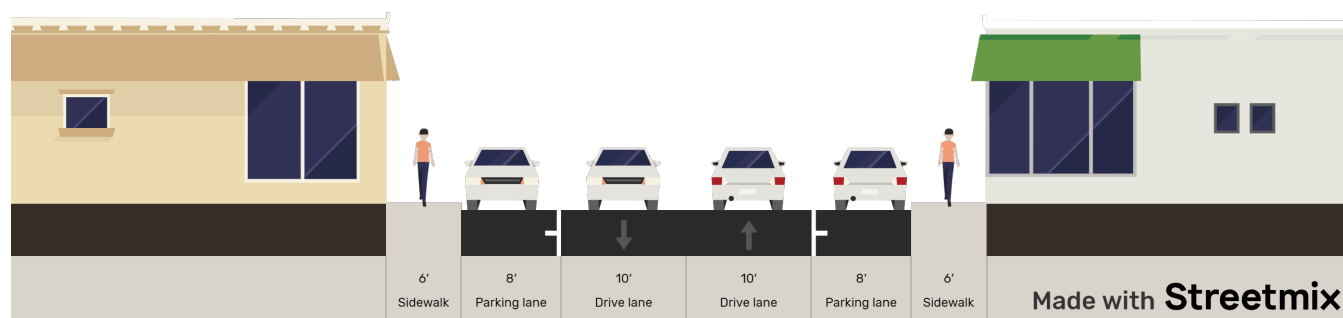 6′ 8′ 10′ 10′ 8′ 6′
Sidewalk Parking lane Drive lane Drive lane Parking lane Sidewalk
Made with Streetmix